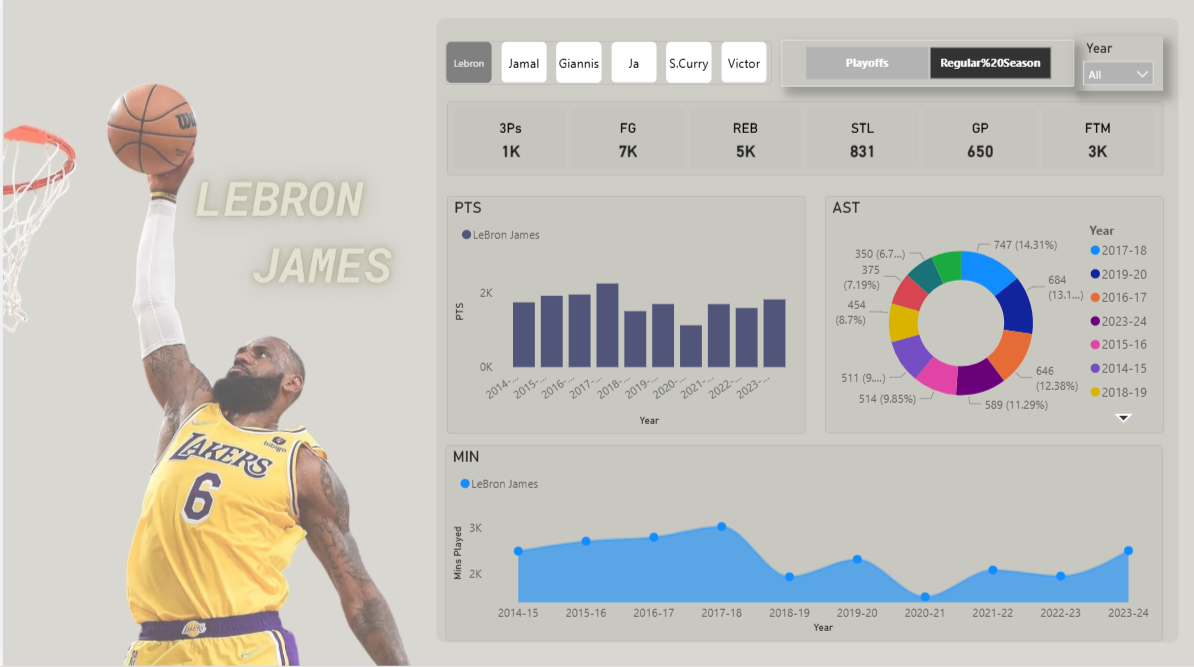 Lebron
Jamal
Giannis
Ja
S.Curry
Victor
Playoffs
Regular%20Season
Year
All
3Ps
1K
FG
7K
REB
5K
STL
831
GP
650
FTM
3K
LEBRON
JAMES
LAKERS
6
bibigo
PTS
LeBron James
PTS
2K
0K
2014-...
2015-...
2016-...
2017-...
2018-...
2019-...
2020-...
2021-...
2022-...
2023-...
Year
AST
747 (14.31%)
684
(13.1...)
646
(12.38%)
589 (11.29%)
514 (9.85%)
511 (9....)
454
(8.7%)
375
(7.19%)
350 (6.7...)
Year
2017-18
2019-20
2016-17
2023-24
2015-16
2014-15
2018-19
MIN
LeBron James
Mins Played
3K
2K
2014-15
2015-16
2016-17
2017-18
2018-19
2019-20
2020-21
2021-22
2022-23
2023-24
Year